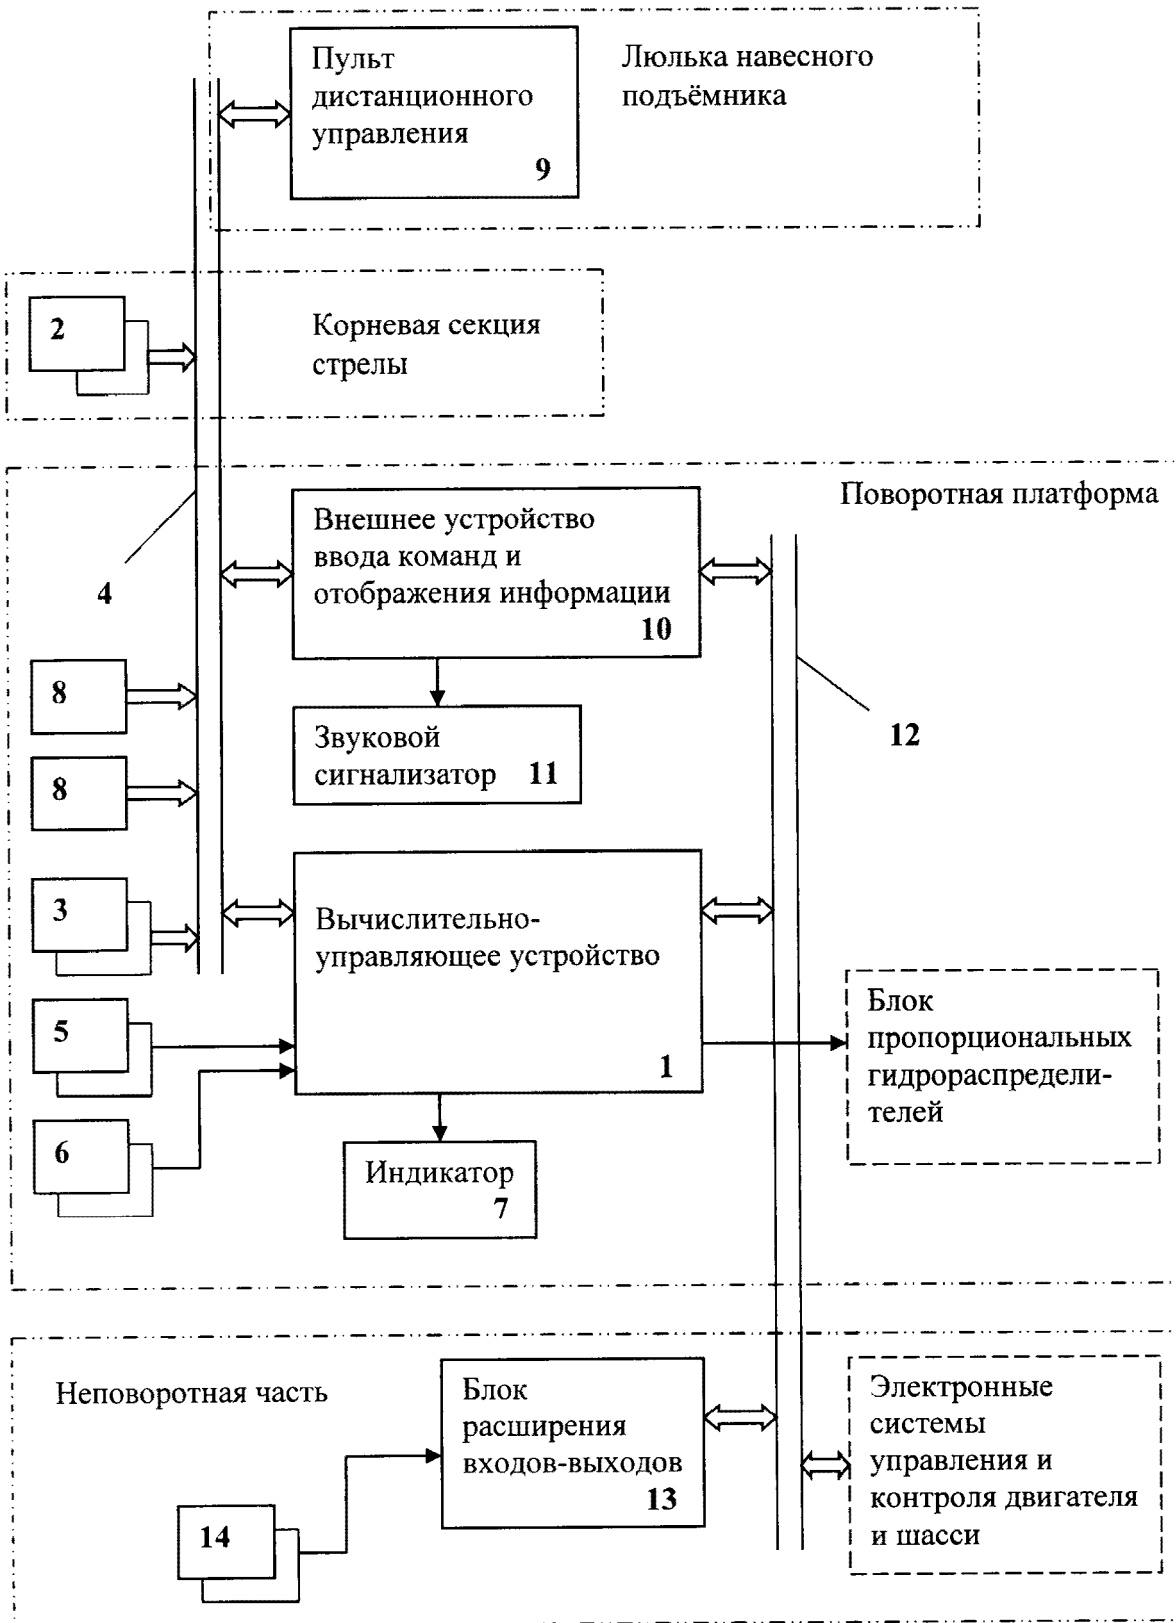 Пульт
дистанционного
управления
9
Люлька навесного
подъёмника
2
Корневая секция
стрелы
Поворотная платформа
Внешнее устройство
ввода команд и
отображения информации
10
4
8
12
Звуковой
сигнализатор 11
8
3
Вычислительно-
управляющее устройство
1
5
Блок
пропорциональных
гидрораспредели-
телей
6
Индикатор
7
Неповоротная часть
Блок
расширения
входов-выходов
13
Электронные
системы
управления и
контроля двигателя
и шасси
14